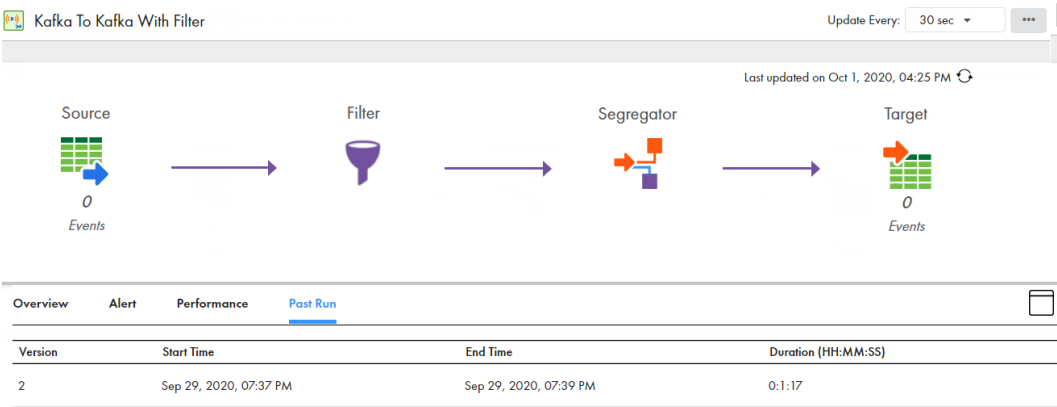 Kafka To Kafka With Filter
Update Every: 30 sec
Last updated on Oct 1, 2020, 04:25 PM
Source Filter Segregator Target
0 0
Events Events
Overview Alert Performance Past Run
Version Start Time End Time Duration (HH:MM:SS)
2 Sep 29, 2020, 07:37 PM Sep 29, 2020, 07:39 PM 0:1:17